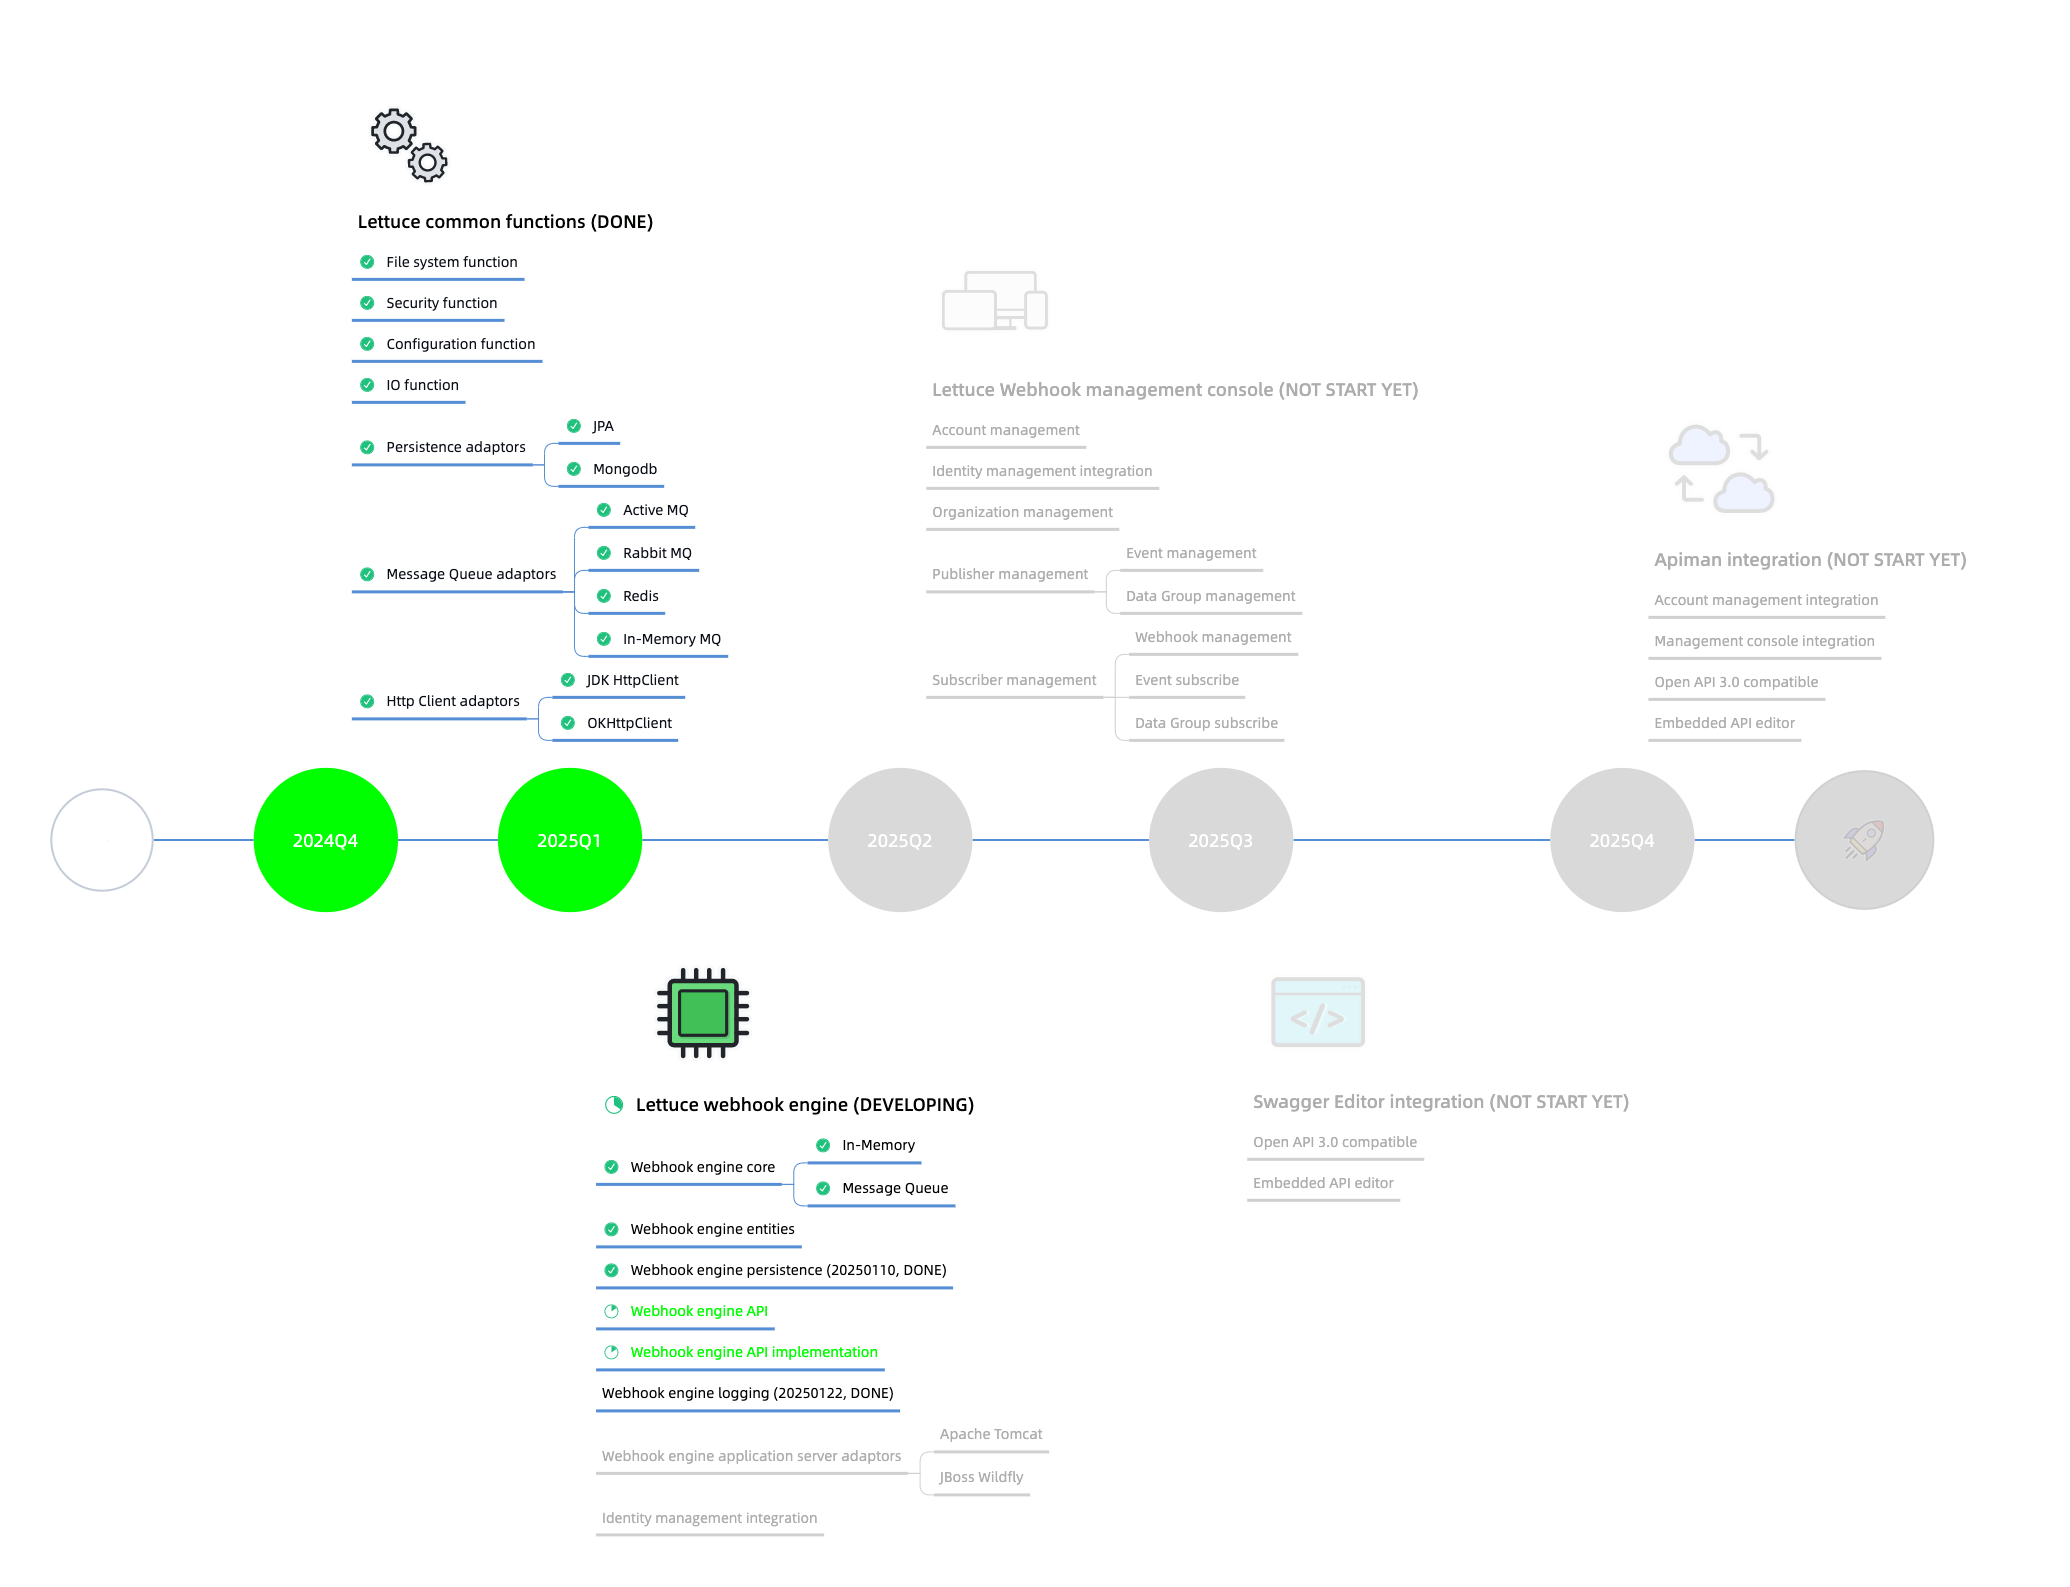 Lettuce common functions (DONE)
File system function
Security function
Configuration function
IO function
Persistence adaptors
JPA
Mongodb
Message Queue adaptors
Active MQ
Rabbit MQ
Redis
In-Memory MQ
Http Client adaptors
JDK HttpClient
OKHttpClient
Lettuce Webhook management console (NOT START YET)
Account management
Identity management integration
Organization management
Publisher management
Event management
Data Group management
Subscriber management
Webhook management
Event subscribe
Data Group subscribe
Apiman integration (NOT START YET)
Account management integration
Management console integration
Open API 3.0 compatible
Embedded API editor
2024Q4
2025Q1
2025Q2
2025Q3
2025Q4
Lettuce webhook engine (DEVELOPING)
Webhook engine core
In-Memory
Message Queue
Webhook engine entities
Webhook engine persistence (20250110, DONE)
Webhook engine API
Webhook engine API implementation
Webhook engine logging (20250122, DONE)
Webhook engine application server adaptors
Apache Tomcat
JBoss Wildfly
Identity management integration
Swagger Editor integration (NOT START YET)
Open API 3.0 compatible
Embedded API editor